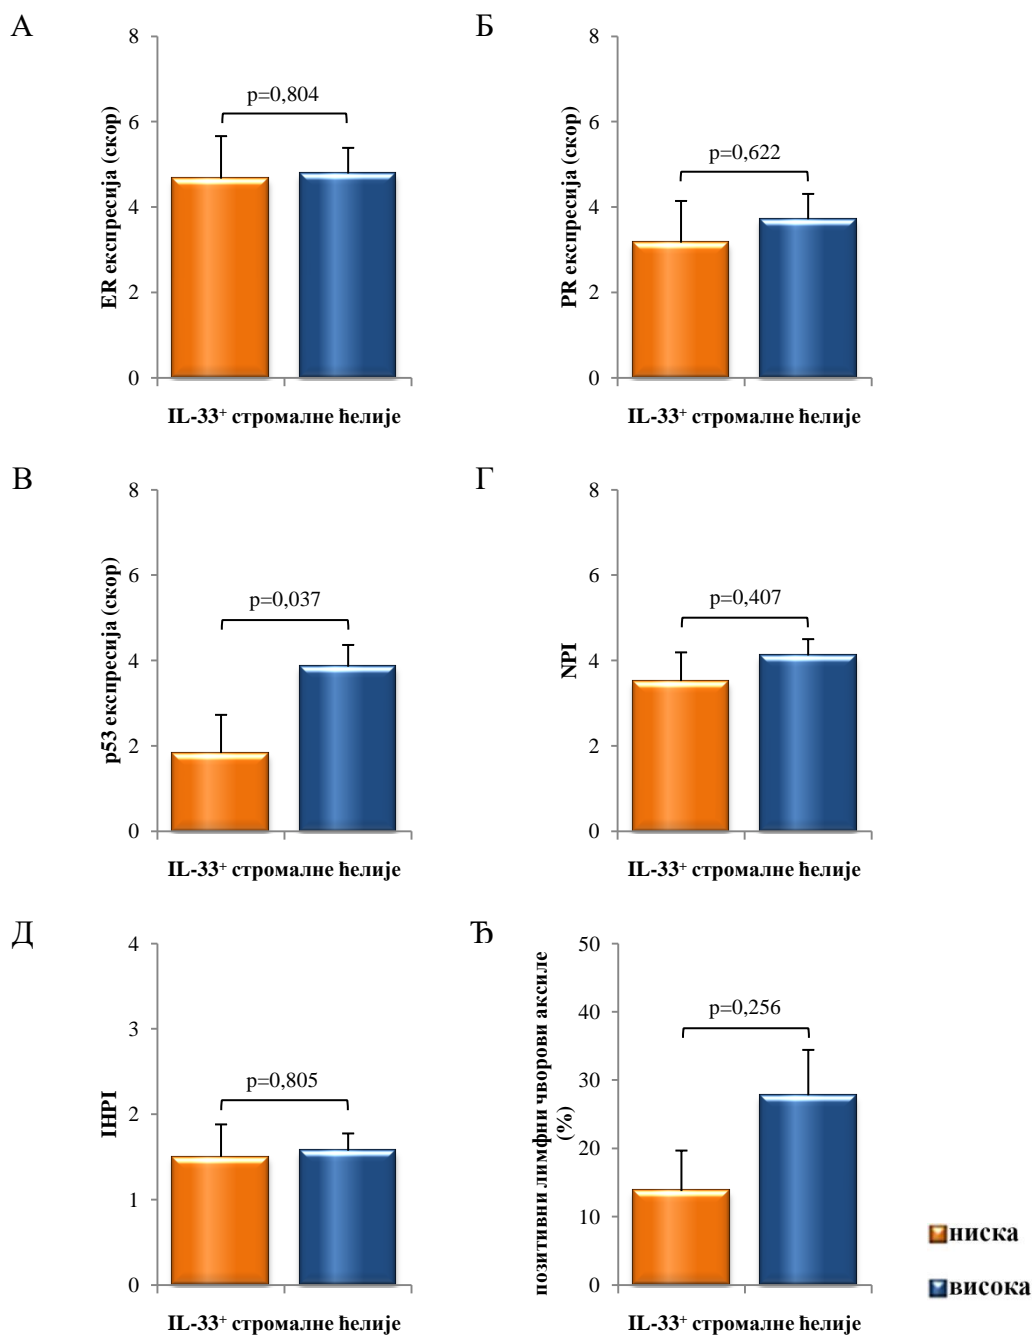 А
ER експресија (скор)
8
6
4
2
0
p=0,804
IL-33⁺ стромалне ћелије
Б
PR експресија (скор)
8
6
4
2
0
p=0,622
IL-33⁺ стромалне ћелије
В
p53 експресија (скор)
8
6
4
2
0
p=0,037
IL-33⁺ стромалне ћелије
Г
NPI
8
6
4
2
0
p=0,407
IL-33⁺ стромалне ћелије
Д
IHPI
4
3
2
1
0
p=0,805
IL-33⁺ стромалне ћелије
Ђ
позитивни лимфни чворови аксиле
(%)
50
40
30
20
10
0
p=0,256
IL-33⁺ стромалне ћелије
ниска
висока